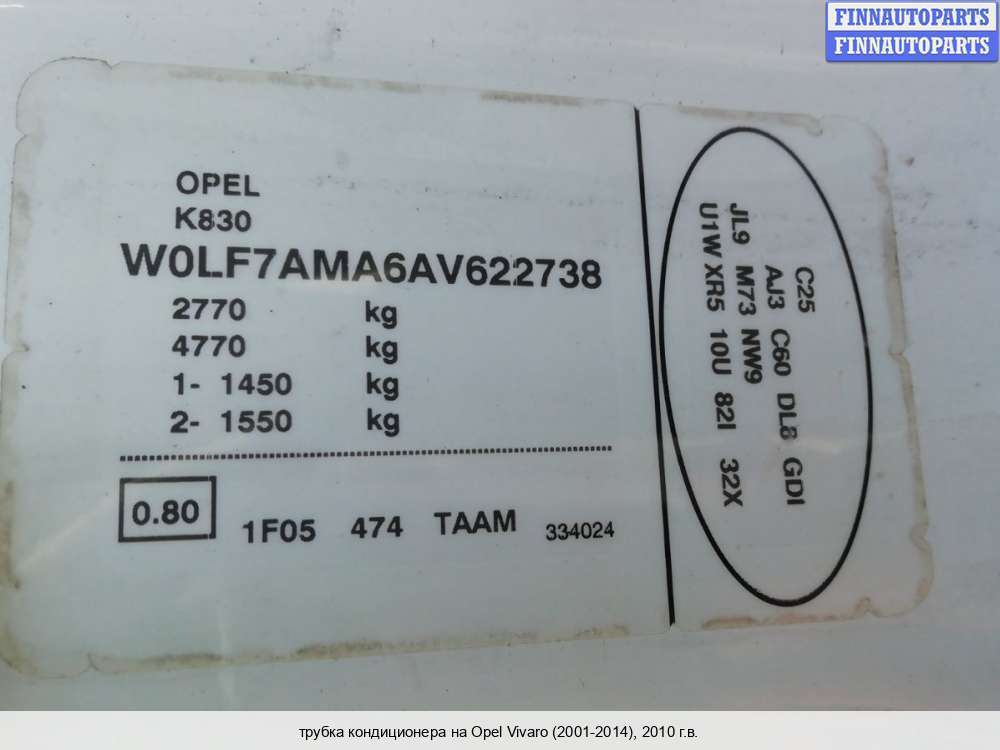 FINNAUTOPARTS
FINNAUTOPARTS
OPEL
K830
W0LF7AMA6AV622738
2770 kg
4770 kg
1- 1450 kg
2- 1550 kg
0.80 1F05 474 TAAM 334024
C25
AJ3 C60 DL8 GDI
JL9 M73 NW9
U1W XR5 10U 82I 32X
трубка кондиционера на Opel Vivaro (2001-2014), 2010 г.в.